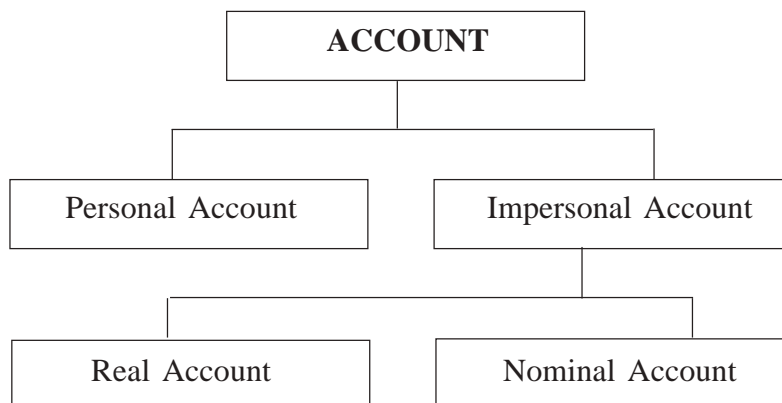 ACCOUNT
Personal Account
Impersonal Account
Real Account
Nominal Account